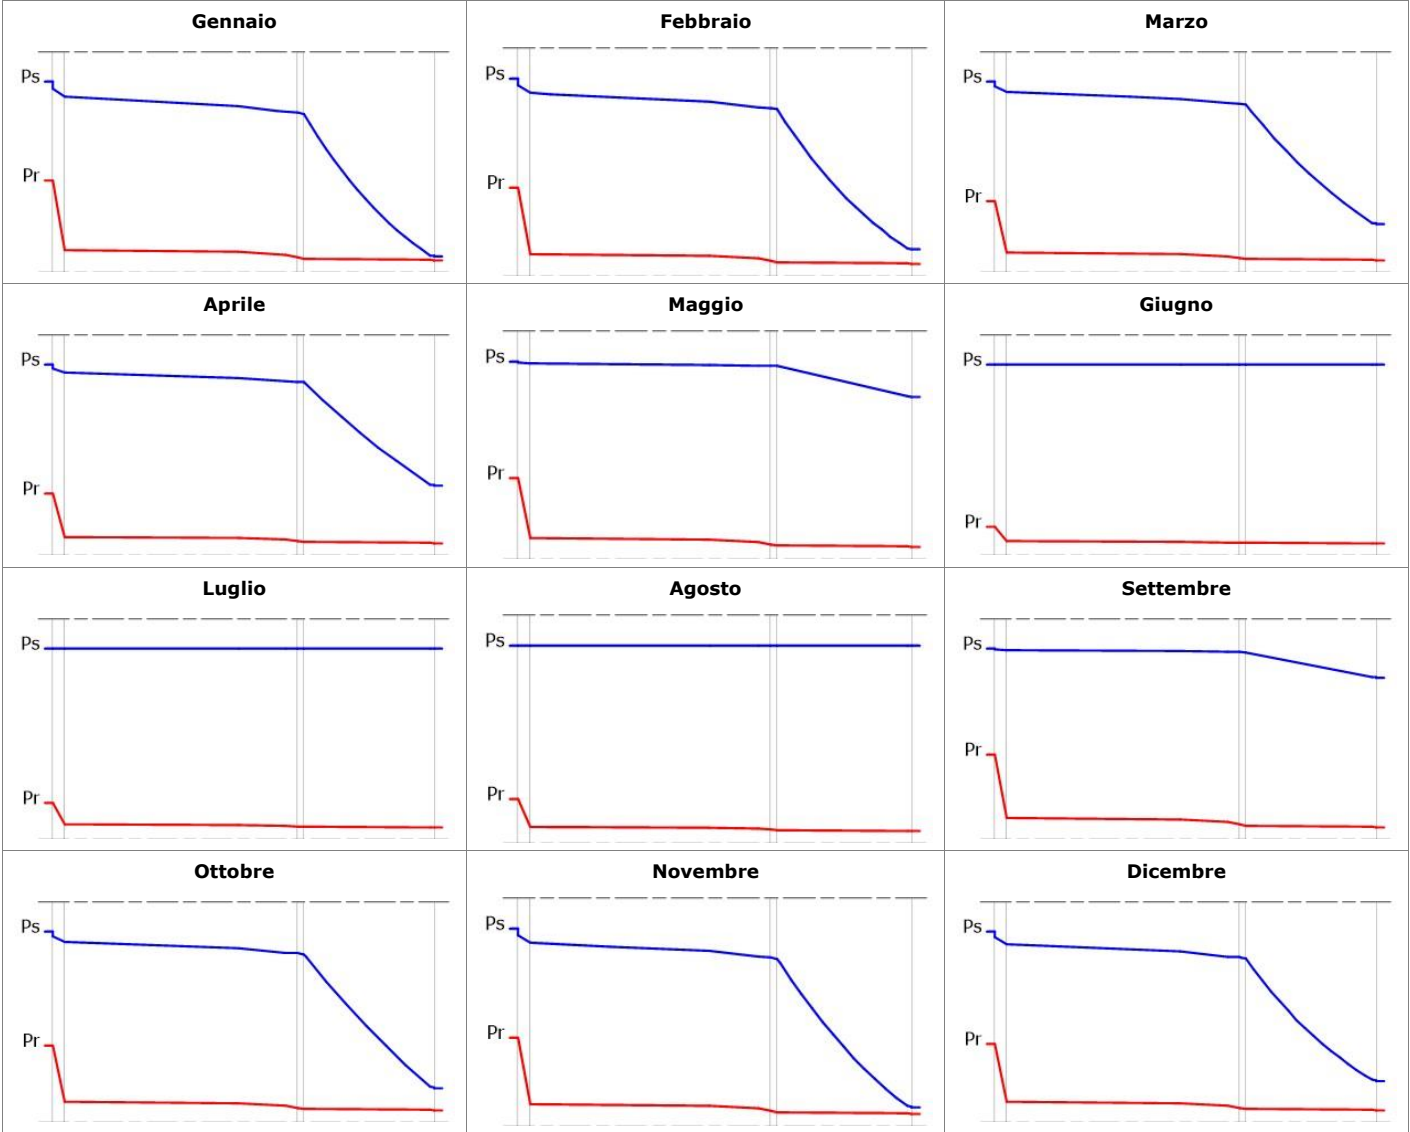 Gennaio
Febbraio
Marzo
Ps
Ps
Ps
Pr
Pr
Pr
Aprile
Maggio
Giugno
Ps
Ps
Ps
Pr
Pr
Pr
Luglio
Agosto
Settembre
Ps
Ps
Ps
Pr
Pr
Pr
Ottobre
Novembre
Dicembre
Ps
Ps
Ps
Pr
Pr
Pr